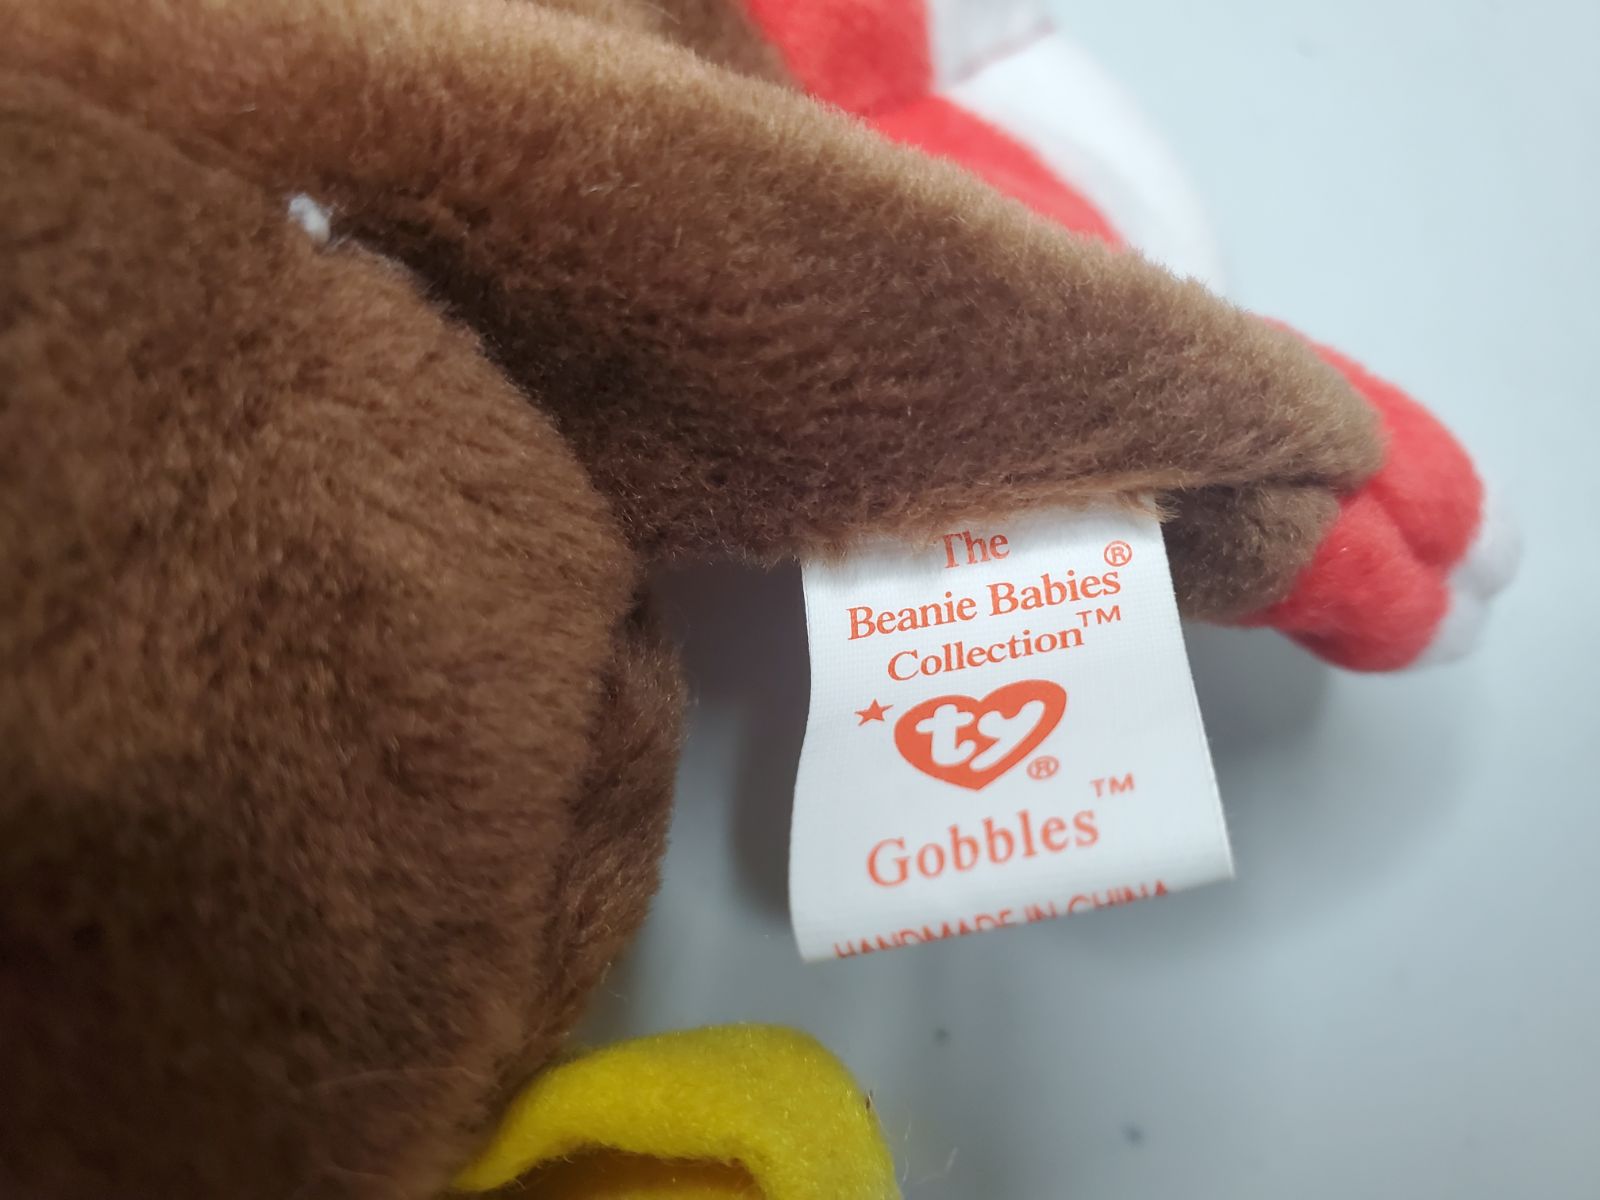 The
Beanie Babies®
Collection™
ty®
Gobbles™
HANDMADE IN CHINA